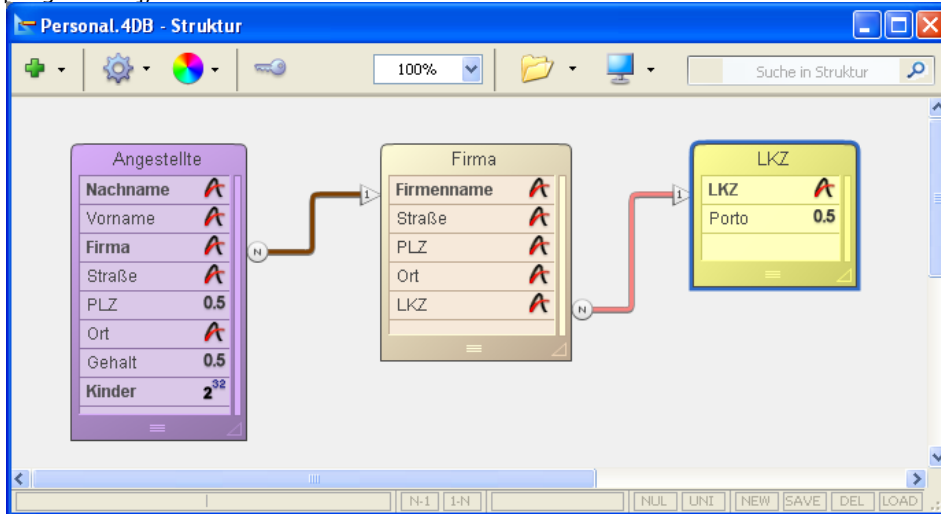 Personal.4DB - Struktur
100%
Suche in Struktur
Angestellte
Nachname
Vorname
Firma
Straße
PLZ 0.5
Ort
Gehalt 0.5
Kinder 2^32
N
1
Firma
Firmenname
Straße
PLZ
Ort
LKZ
N
1
LKZ
LKZ
Porto 0.5
N-1 1-N NUL UNI NEW SAVE DEL LOAD